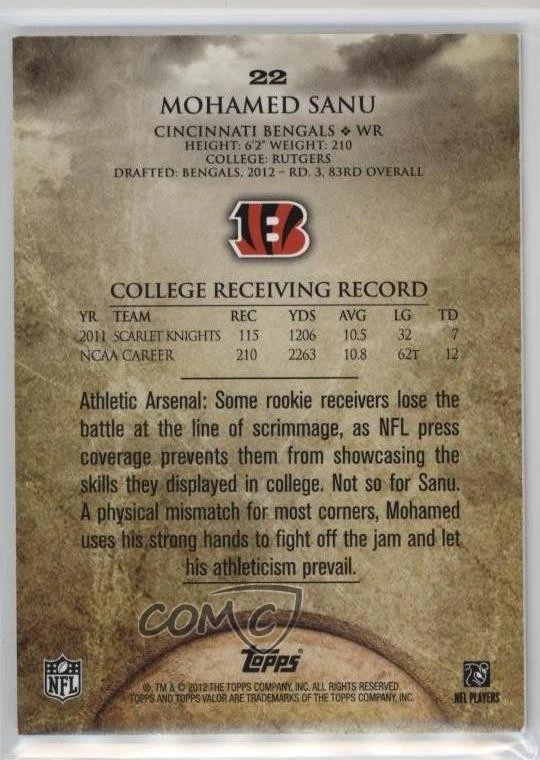 22
MOHAMED SANU
CINCINNATI BENGALS ❖ WR
HEIGHT: 6'2" WEIGHT: 210
COLLEGE: RUTGERS
DRAFTED: BENGALS, 2012 – RD. 3, 83RD OVERALL
B
COLLEGE RECEIVING RECORD
YR TEAM REC YDS AVG LG TD
2011 SCARLET KNIGHTS 115 1206 10.5 32 7
NCAA CAREER 210 2263 10.8 62T 12
Athletic Arsenal: Some rookie receivers lose the
battle at the line of scrimmage, as NFL press
coverage prevents them from showcasing the
skills they displayed in college. Not so for Sanu.
A physical mismatch for most corners, Mohamed
uses his strong hands to fight off the jam and let
his athleticism prevail.
COMC
Topps
NFL
NFL PLAYERS
®, TM & © 2012 THE TOPPS COMPANY, INC. ALL RIGHTS RESERVED.
TOPPS AND TOPPS VALOR ARE TRADEMARKS OF THE TOPPS COMPANY, INC.